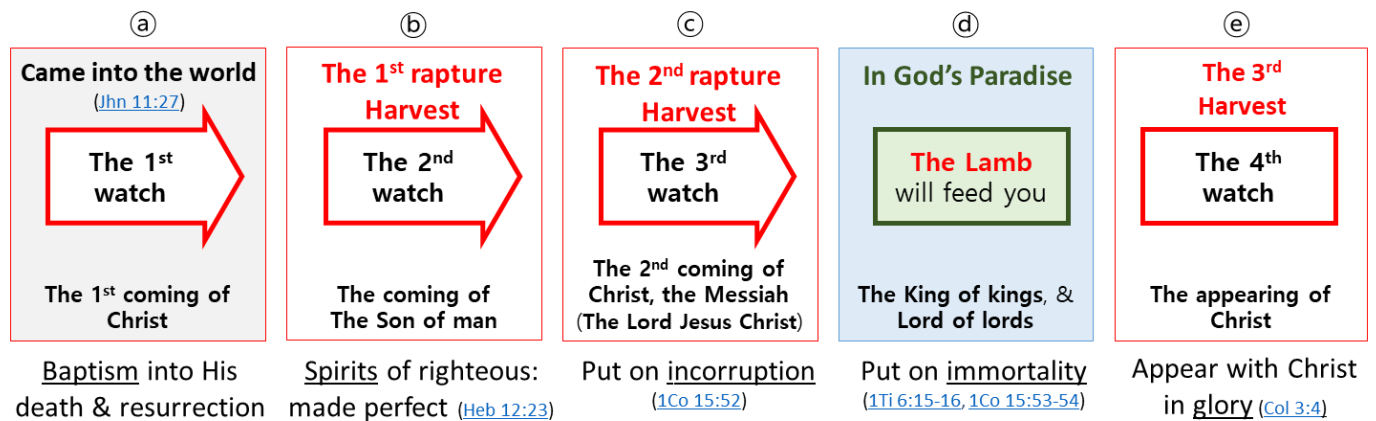 ⓐ
Came into the world
(Jhn 11:27)
The 1st
watch
The 1st coming of
Christ
Baptism into His
death & resurrection
ⓑ
The 1st rapture
Harvest
The 2nd
watch
The coming of
The Son of man
Spirits of righteous:
made perfect (Heb 12:23)
ⓒ
The 2nd rapture
Harvest
The 3rd
watch
The 2nd coming of
Christ, the Messiah
(The Lord Jesus Christ)
Put on incorruption
(1Co 15:52)
ⓓ
In God's Paradise
The Lamb
will feed you
The King of kings, &
Lord of lords
Put on immortality
(1Ti 6:15-16, 1Co 15:53-54)
ⓔ
The 3rd
Harvest
The 4th
watch
The appearing of
Christ
Appear with Christ
in glory (Col 3:4)